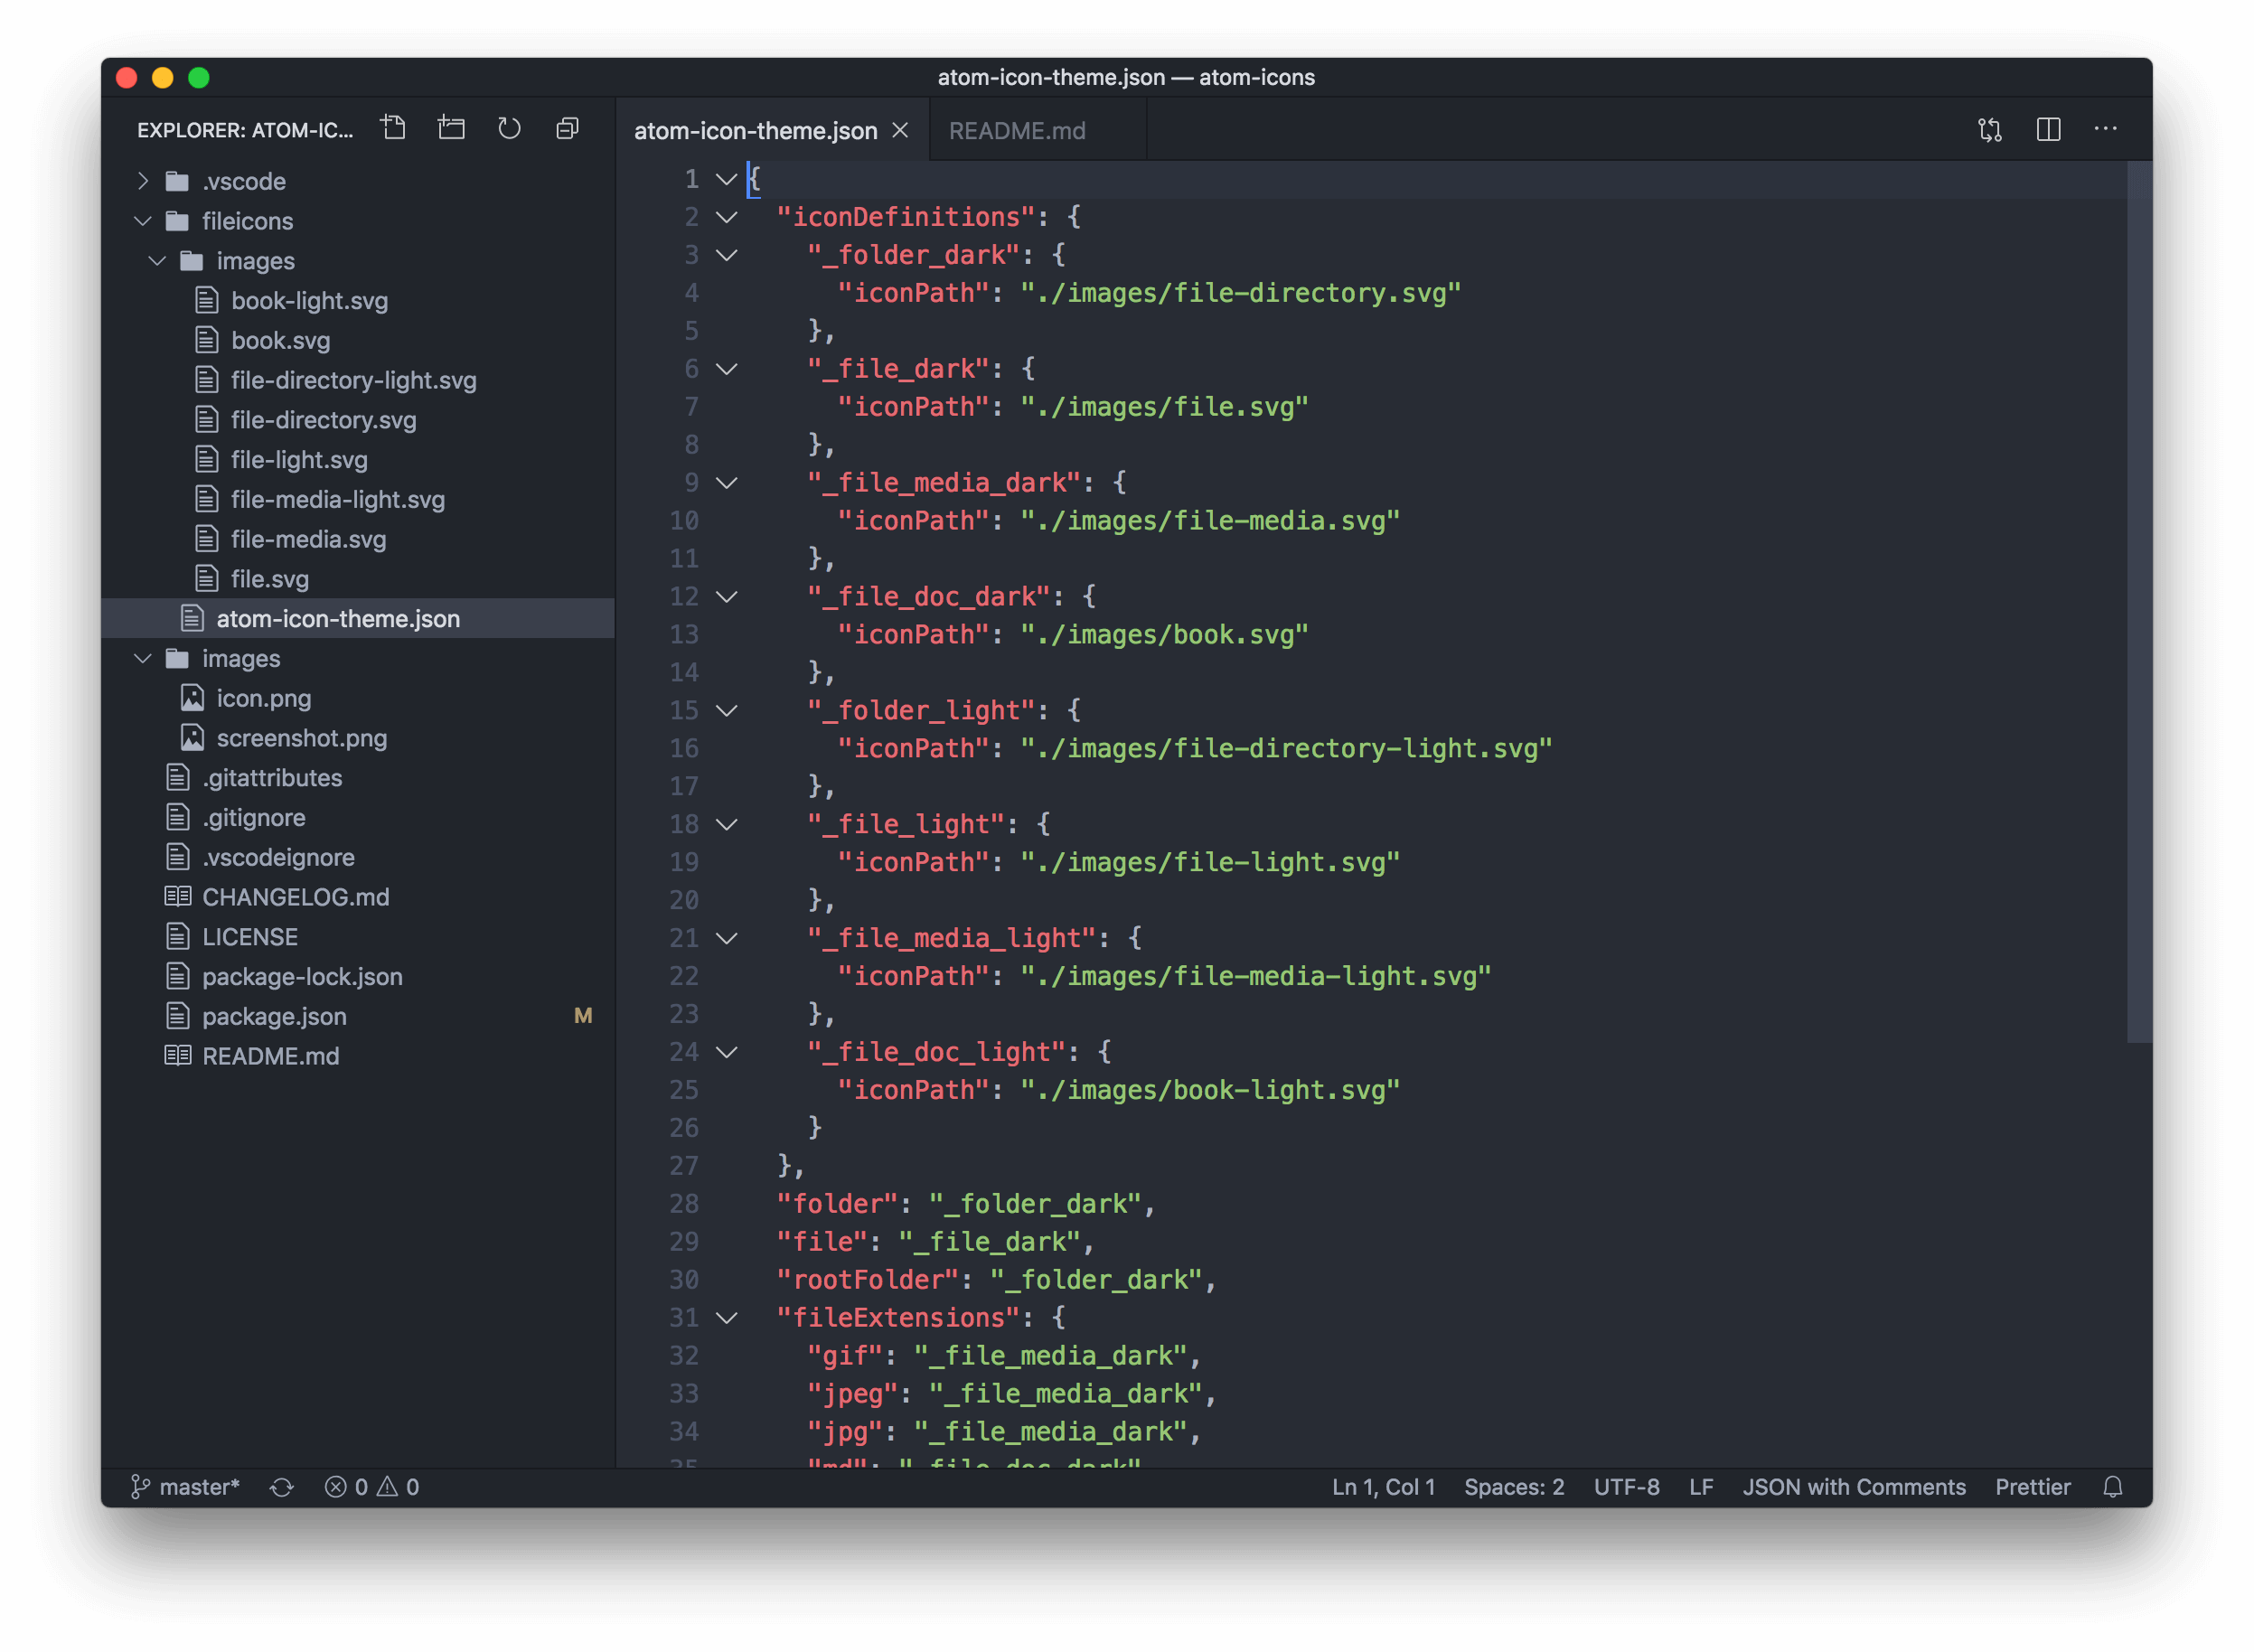 atom-icon-theme.json — atom-icons
EXPLORER: ATOM-IC...
.vscode
fileicons
images
book-light.svg
book.svg
file-directory-light.svg
file-directory.svg
file-light.svg
file-media-light.svg
file-media.svg
file.svg
atom-icon-theme.json
images
icon.png
screenshot.png
.gitattributes
.gitignore
.vscodeignore
CHANGELOG.md
LICENSE
package-lock.json
package.json M
README.md
atom-icon-theme.json README.md
1 {
2 "iconDefinitions": {
3 "_folder_dark": {
4 "iconPath": "./images/file-directory.svg"
5 },
6 "_file_dark": {
7 "iconPath": "./images/file.svg"
8 },
9 "_file_media_dark": {
10 "iconPath": "./images/file-media.svg"
11 },
12 "_file_doc_dark": {
13 "iconPath": "./images/book.svg"
14 },
15 "_folder_light": {
16 "iconPath": "./images/file-directory-light.svg"
17 },
18 "_file_light": {
19 "iconPath": "./images/file-light.svg"
20 },
21 "_file_media_light": {
22 "iconPath": "./images/file-media-light.svg"
23 },
24 "_file_doc_light": {
25 "iconPath": "./images/book-light.svg"
26 }
27 },
28 "folder": "_folder_dark",
29 "file": "_file_dark",
30 "rootFolder": "_folder_dark",
31 "fileExtensions": {
32 "gif": "_file_media_dark",
33 "jpeg": "_file_media_dark",
34 "jpg": "_file_media_dark",
35 "md": "_file_doc_dark"
master* 0 0 Ln 1, Col 1 Spaces: 2 UTF-8 LF JSON with Comments Prettier